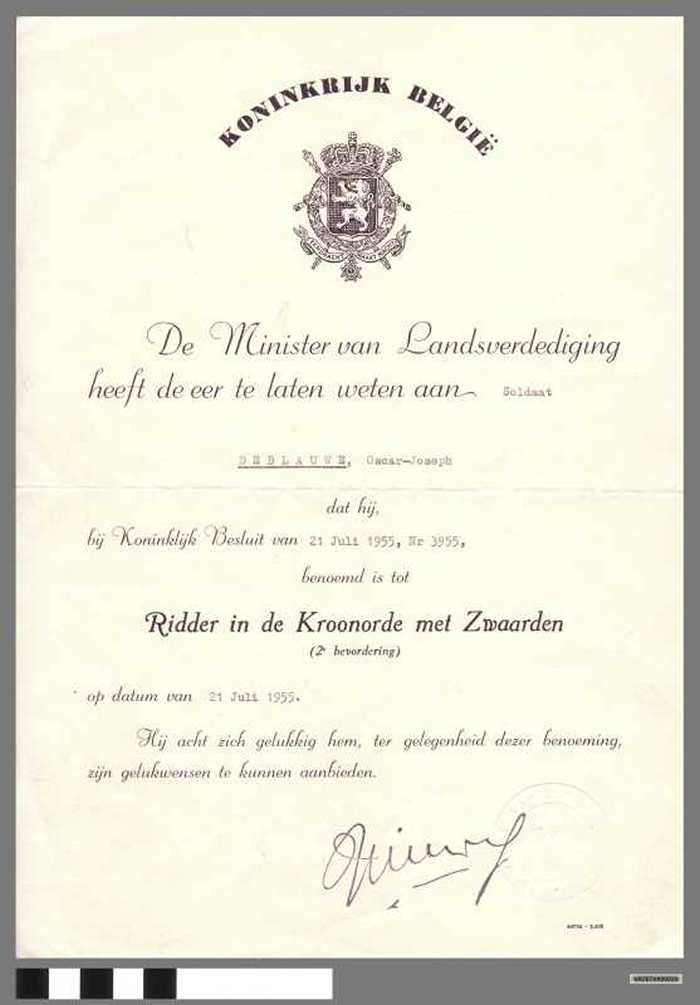 KONINKRIJK BELGIË
EENDRACHT MAAKT MACHT
De Minister van Landsverdediging
heeft de eer te laten weten aan Soldaat
DEBLAUWE, Oscar-Joseph
dat hij,
bij Koninklijk Besluit van 21 Juli 1955, Nr 3955,
benoemd is tot
Ridder in de Kroonorde met Zwaarden
(2e bevordering)
op datum van 21 Juli 1955.
Hij acht zich gelukkig hem, ter gelegenheid dezer benoeming,
zijn gelukwensen te kunnen aanbieden.